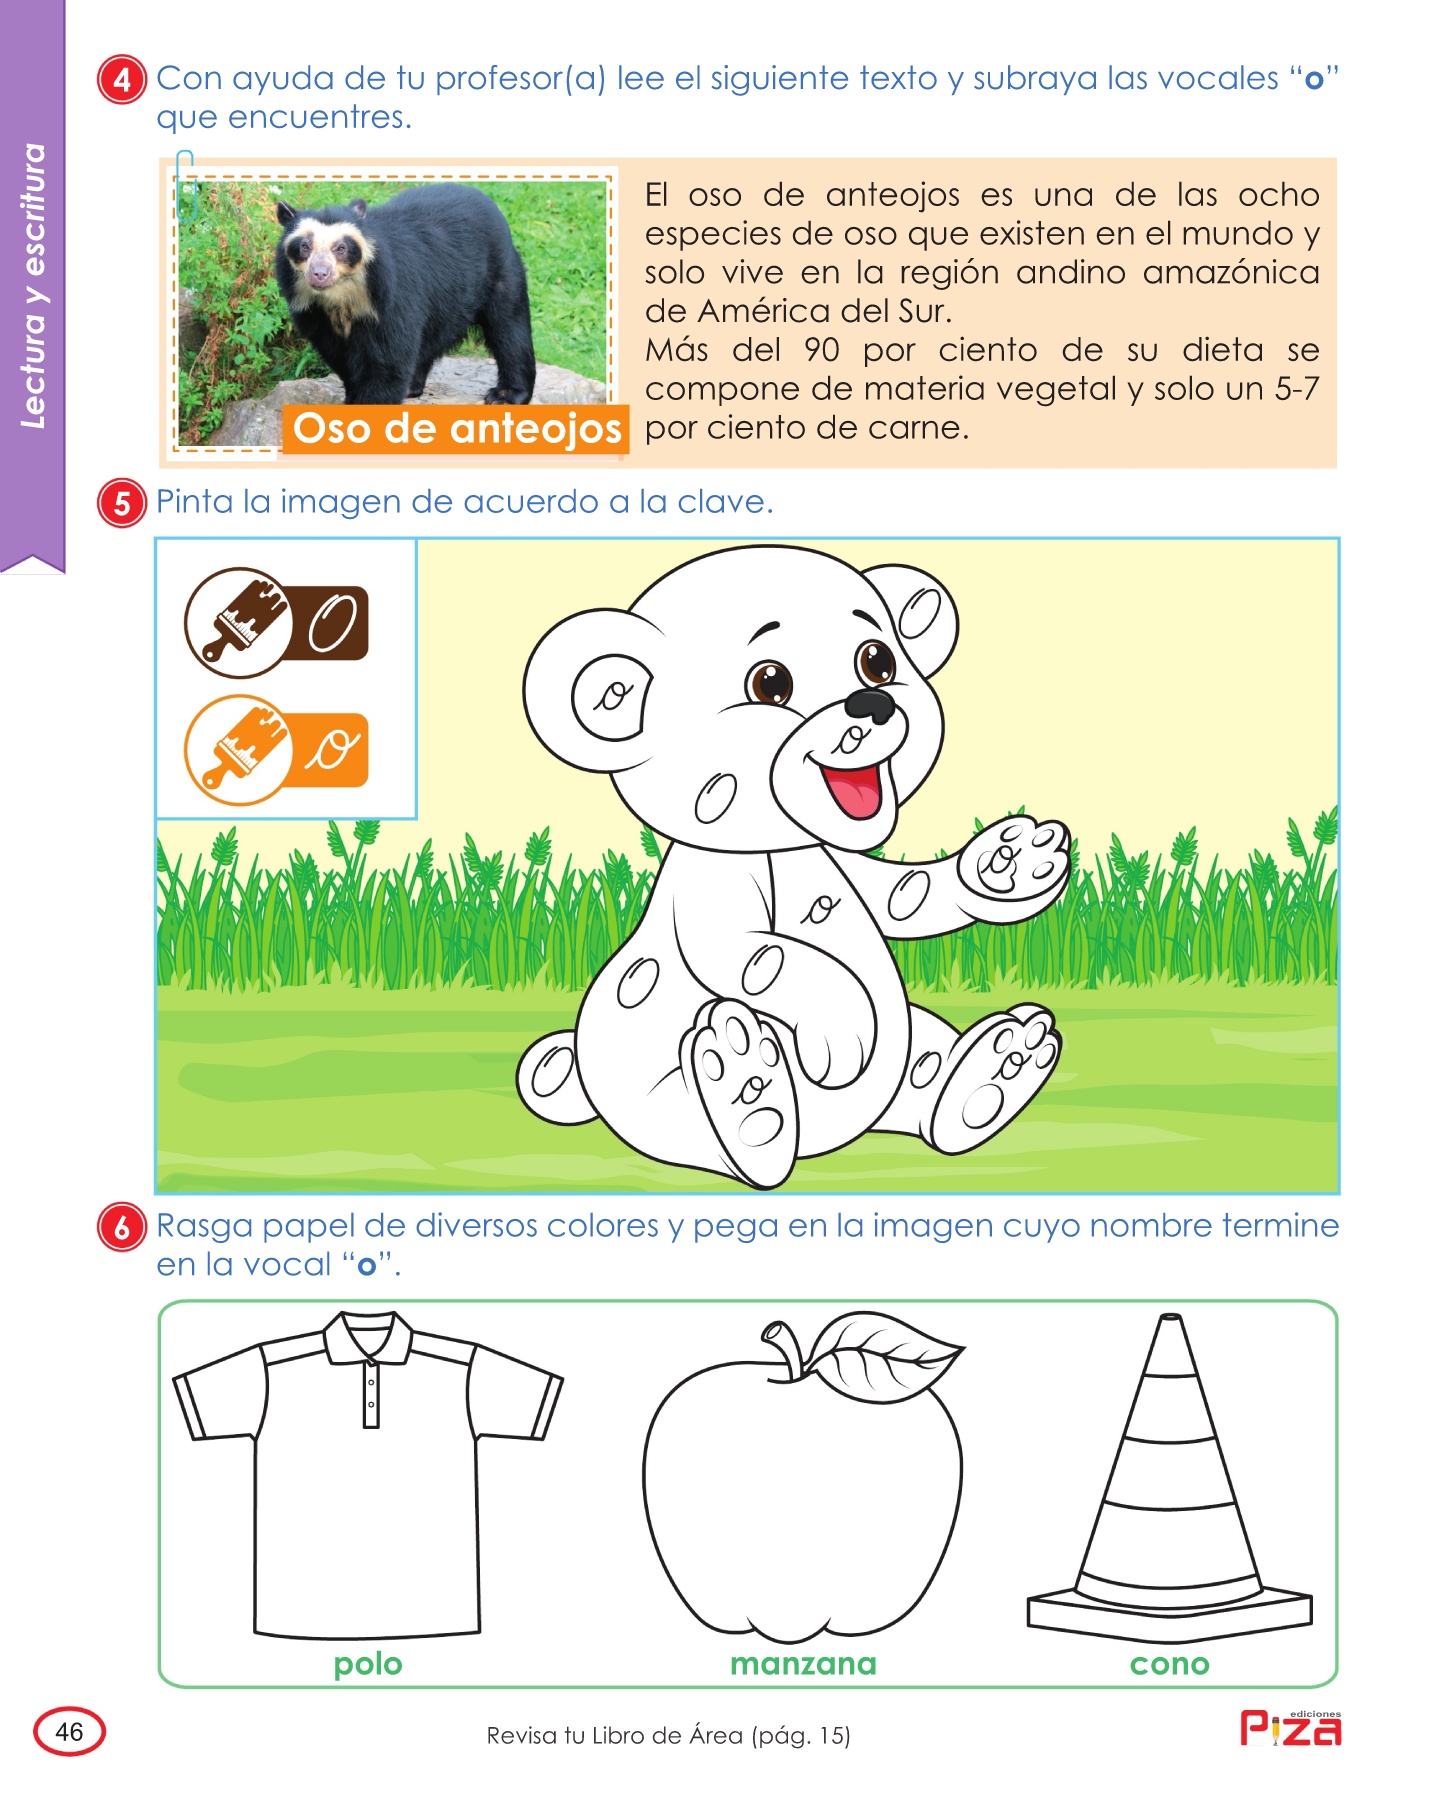 Lectura y escritura
4 Con ayuda de tu profesor(a) lee el siguiente texto y subraya las vocales “o”
que encuentres.
El oso de anteojos es una de las ocho
especies de oso que existen en el mundo y
solo vive en la región andino amazónica
de América del Sur.
Más del 90 por ciento de su dieta se
compone de materia vegetal y solo un 5-7
por ciento de carne.
Oso de anteojos
5 Pinta la imagen de acuerdo a la clave.
O
o
O
o
o
O
o
O
o
O
O
O
o
O
o
6 Rasga papel de diversos colores y pega en la imagen cuyo nombre termine
en la vocal “o”.
polo
manzana
cono
46
Revisa tu Libro de Área (pág. 15)
ediciones
Piza